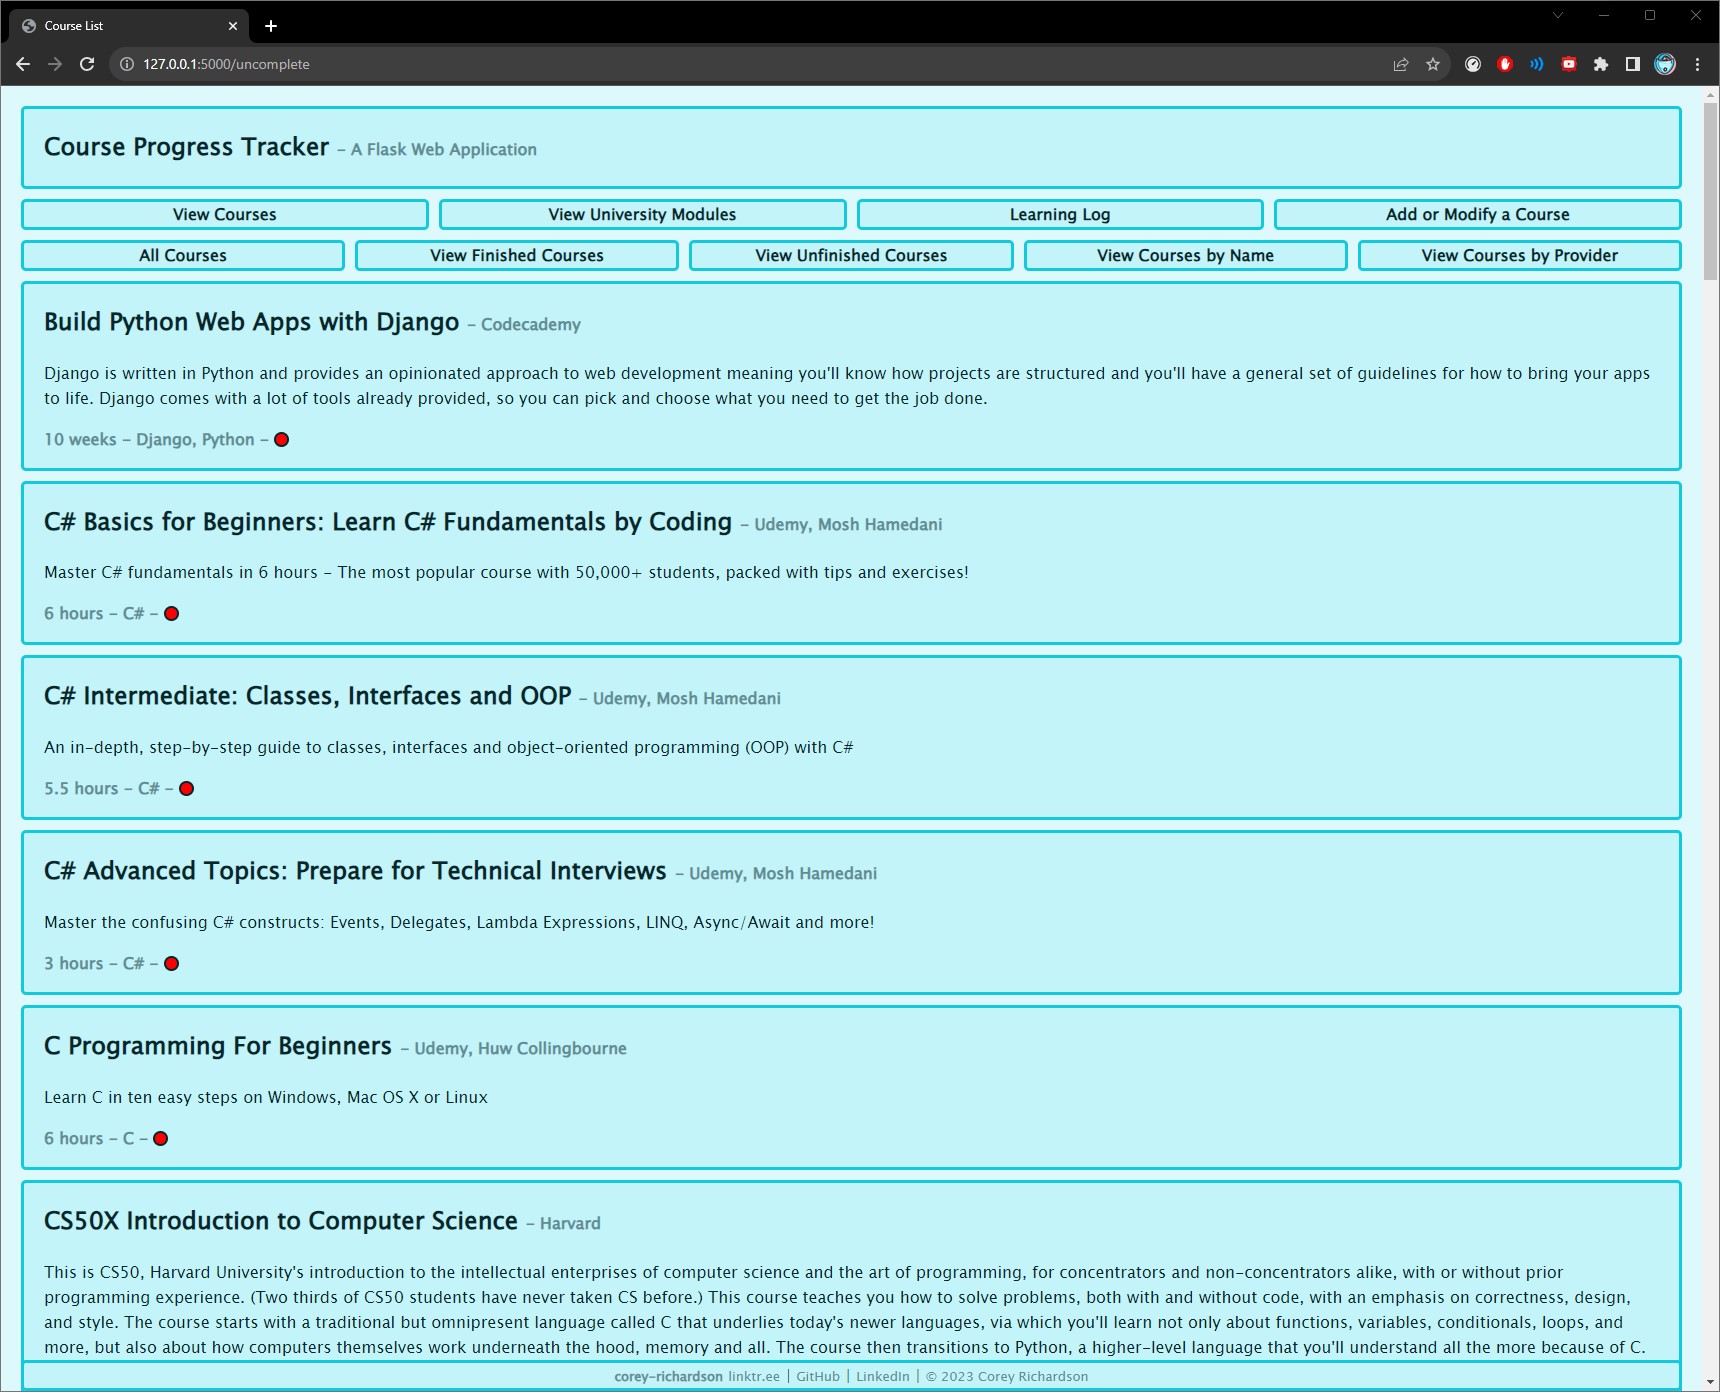 Course List
127.0.0.1:5000/uncomplete
Course Progress Tracker - A Flask Web Application
View Courses
View University Modules
Learning Log
Add or Modify a Course
All Courses
View Finished Courses
View Unfinished Courses
View Courses by Name
View Courses by Provider
Build Python Web Apps with Django - Codecademy
Django is written in Python and provides an opinionated approach to web development meaning you'll know how projects are structured and you'll have a general set of guidelines for how to bring your apps
to life. Django comes with a lot of tools already provided, so you can pick and choose what you need to get the job done.
10 weeks - Django, Python -
C# Basics for Beginners: Learn C# Fundamentals by Coding - Udemy, Mosh Hamedani
Master C# fundamentals in 6 hours - The most popular course with 50,000+ students, packed with tips and exercises!
6 hours - C# -
C# Intermediate: Classes, Interfaces and OOP - Udemy, Mosh Hamedani
An in-depth, step-by-step guide to classes, interfaces and object-oriented programming (OOP) with C#
5.5 hours - C# -
C# Advanced Topics: Prepare for Technical Interviews - Udemy, Mosh Hamedani
Master the confusing C# constructs: Events, Delegates, Lambda Expressions, LINQ, Async/Await and more!
3 hours - C# -
C Programming For Beginners - Udemy, Huw Collingbourne
Learn C in ten easy steps on Windows, Mac OS X or Linux
6 hours - C -
CS50X Introduction to Computer Science - Harvard
This is CS50, Harvard University's introduction to the intellectual enterprises of computer science and the art of programming, for concentrators and non-concentrators alike, with or without prior
programming experience. (Two thirds of CS50 students have never taken CS before.) This course teaches you how to solve problems, both with and without code, with an emphasis on correctness, design,
and style. The course starts with a traditional but omnipresent language called C that underlies today's newer languages, via which you'll learn not only about functions, variables, conditionals, loops, and
more, but also about how computers themselves work underneath the hood, memory and all. The course then transitions to Python, a higher-level language that you'll understand all the more because of C.
corey-richardson linktr.ee | GitHub | LinkedIn | © 2023 Corey Richardson